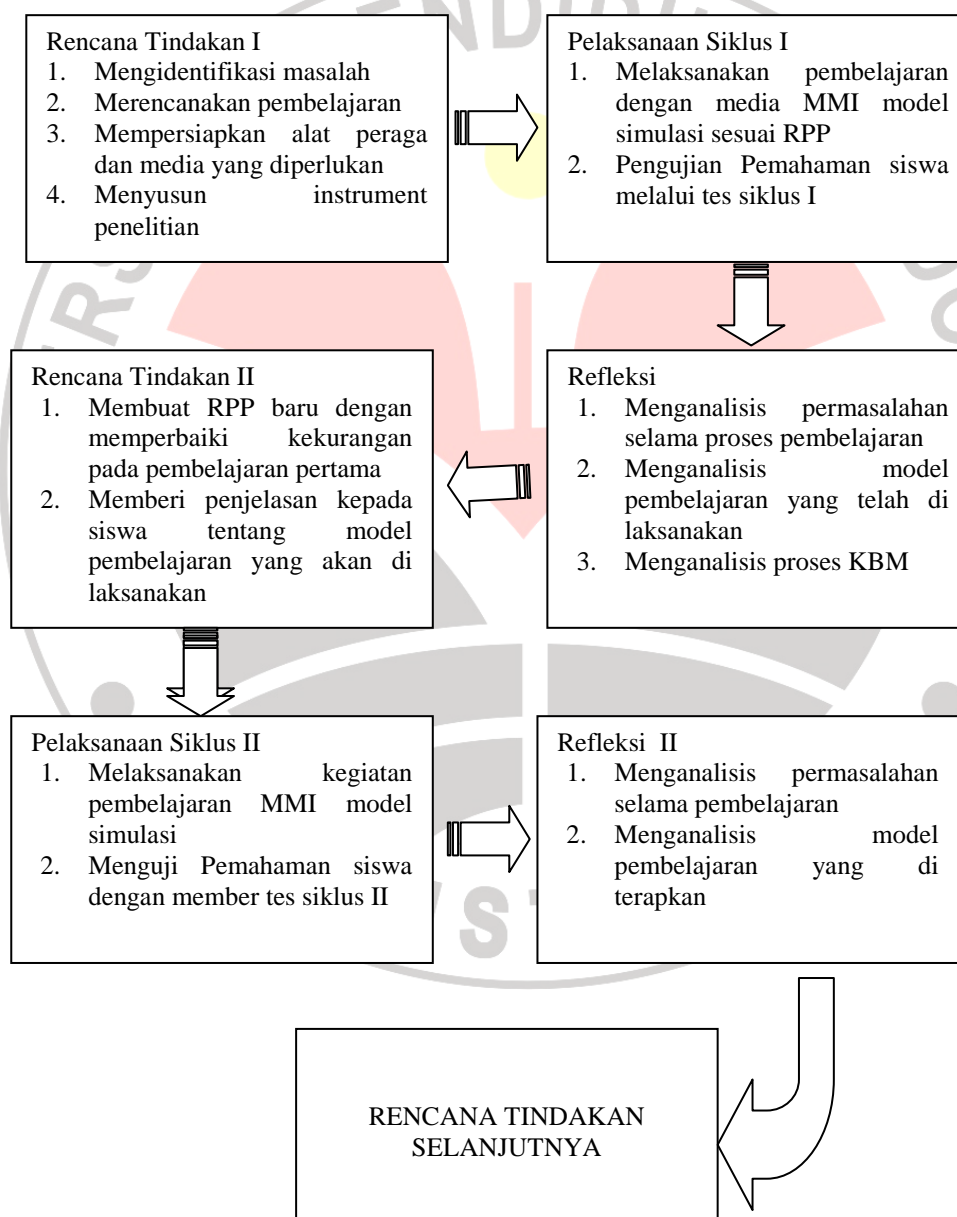 Rencana Tindakan I
1. Mengidentifikasi masalah
2. Merencanakan pembelajaran
3. Mempersiapkan alat peraga
dan media yang diperlukan
4. Menyusun instrument
penelitian
Pelaksanaan Siklus I
1. Melaksanakan pembelajaran
dengan media MMI model
simulasi sesuai RPP
2. Pengujian Pemahaman siswa
melalui tes siklus I
Refleksi
1. Menganalisis permasalahan
selama proses pembelajaran
2. Menganalisis model
pembelajaran yang telah di
laksanakan
3. Menganalisis proses KBM
Rencana Tindakan II
1. Membuat RPP baru dengan
memperbaiki kekurangan
pada pembelajaran pertama
2. Memberi penjelasan kepada
siswa tentang model
pembelajaran yang akan di
laksanakan
Pelaksanaan Siklus II
1. Melaksanakan kegiatan
pembelajaran MMI model
simulasi
2. Menguji Pemahaman siswa
dengan member tes siklus II
Refleksi II
1. Menganalisis permasalahan
selama pembelajaran
2. Menganalisis model
pembelajaran yang di
terapkan
RENCANA TINDAKAN
SELANJUTNYA